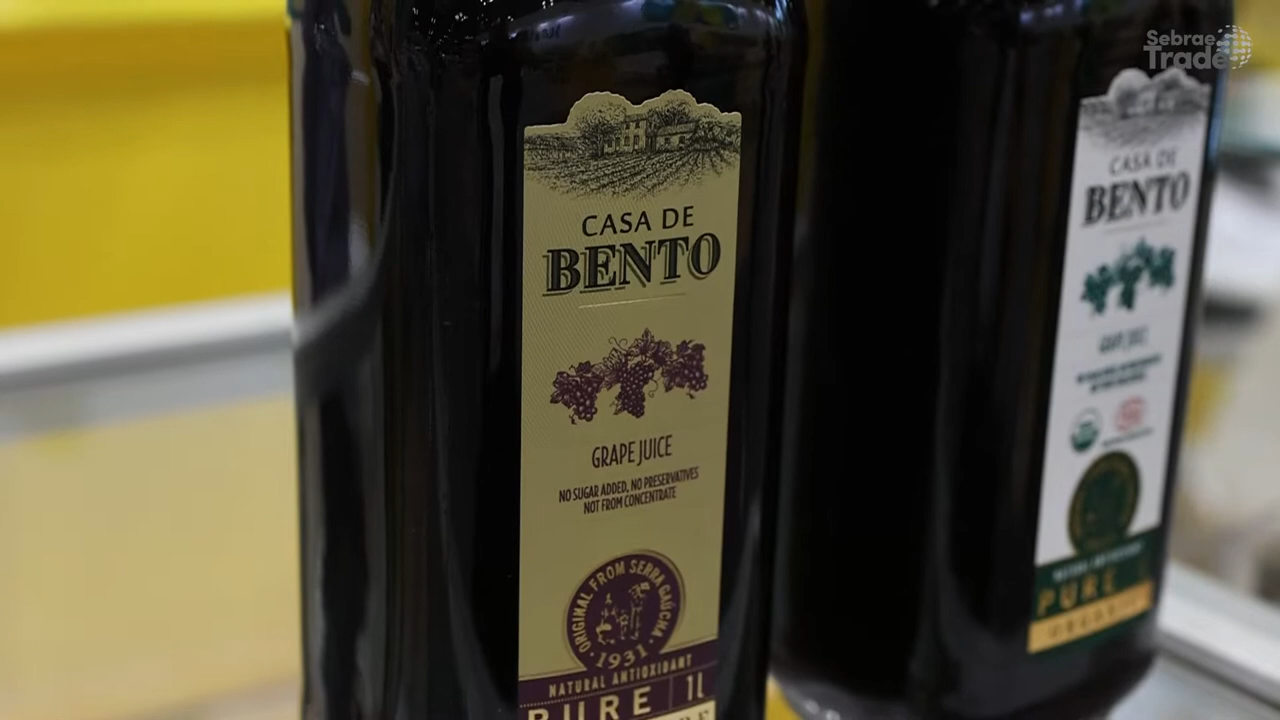 Sebrae
Trade
CASA DE
BENTO
GRAPE JUICE
NO SUGAR ADDED, NO PRESERVATIVES
NOT FROM CONCENTRATE
ORIGINAL FROM SERRA GAÚCHA
1931
NATURAL ANTIOXIDANT
PURE 1L
CASA DE
BENTO
GRAPE JUICE
PURE